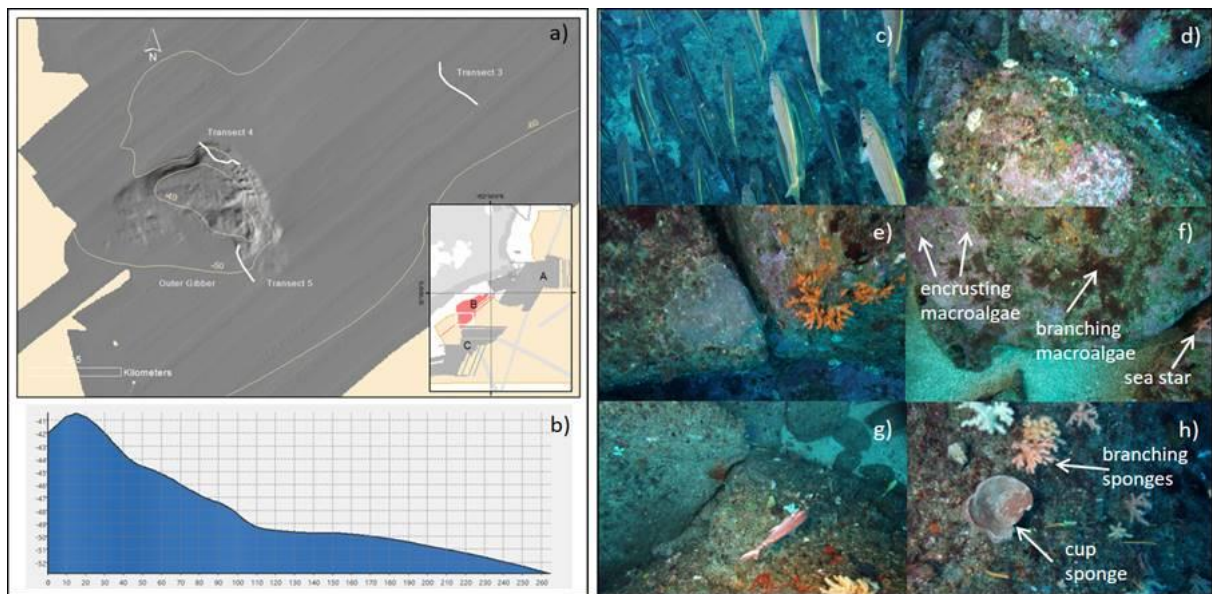 a)
N
Transect 3
Transect 4
-60
-40
-50
Outer Gibber
Transect 5
Kilometers
A
B
C
b)
-41
-42
-43
-44
-45
-46
-47
-48
-49
-50
-51
-52
0 10 20 30 40 50 60 70 80 90 100 110 120 130 140 150 160 170 180 190 200 210 220 230 240 250 260
c)
d)
e)
f)
encrusting
macroalgae
branching
macroalgae
sea star
g)
h)
branching
sponges
cup
sponge